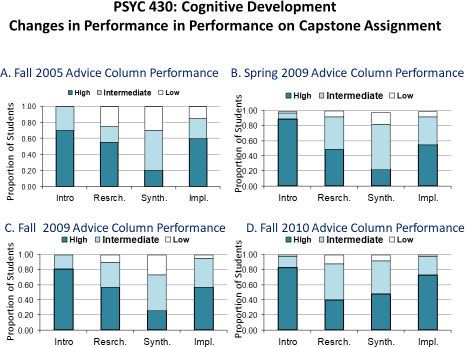 PSYC 430: Cognitive Development
Changes in Performance in Performance on Capstone Assignment
A. Fall 2005 Advice Column Performance
High Intermediate Low
Proportion of Students
1.00
0.80
0.60
0.40
0.20
0.00
Intro Resrch. Synth. Impl.
B. Spring 2009 Advice Column Performance
High Intermediate Low
Proportion of Students
1.00
0.80
0.60
0.40
0.20
0.00
Intro Resrch. Synth. Impl.
C. Fall 2009 Advice Column Performance
High Intermediate Low
Proportion of Students
1.00
0.80
0.60
0.40
0.20
0.00
Intro Resrch. Synth. Impl.
D. Fall 2010 Advice Column Performance
High Intermediate Low
Proportion of Students
1.00
0.80
0.60
0.40
0.20
0.00
Intro Resrch. Synth. Impl.